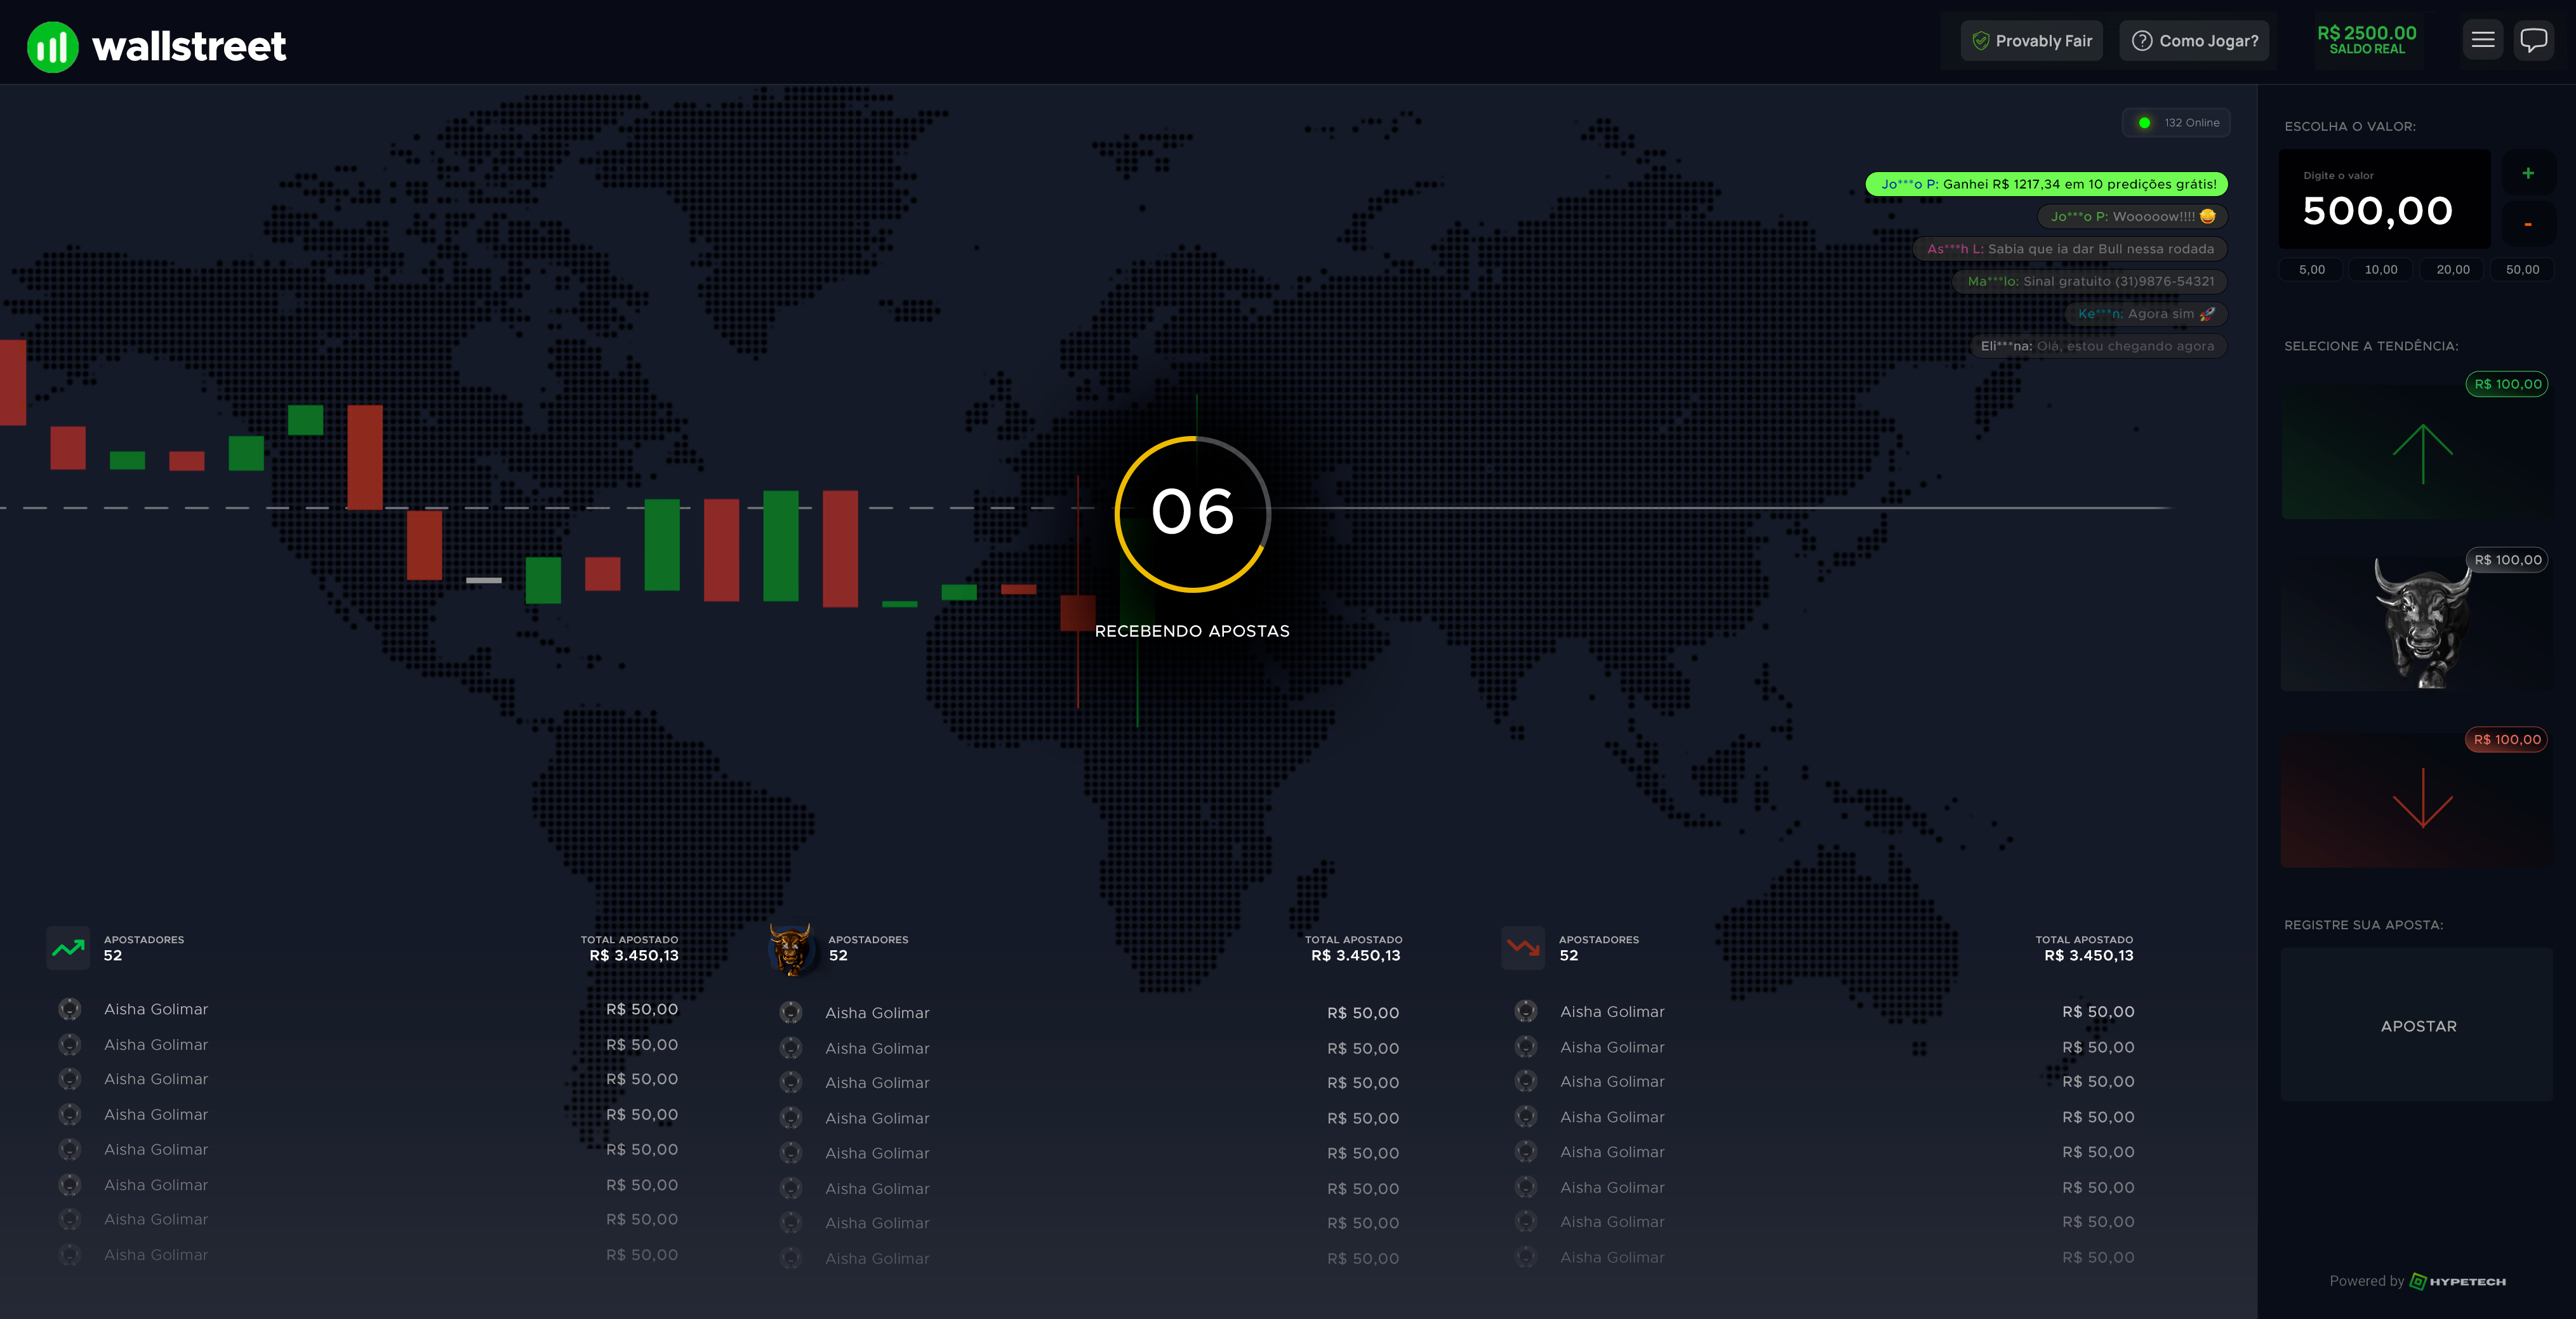 wallstreet
Provably Fair
Como Jogar?
R$ 2500.00
SALDO REAL
132 Online
Jo***o P: Ganhei R$ 1217,34 em 10 predições grátis!
Jo***o P: Wooooow!!!! 🤩
As***h L: Sabia que ia dar Bull nessa rodada
Ma***lo: Sinal gratuito (31)9876-54321
Ke***n: Agora sim 🚀
Eli***na: Olá, estou chegando agora
06
RECEBENDO APOSTAS
ESCOLHA O VALOR:
Digite o valor
500,00
+
-
5,00
10,00
20,00
50,00
SELECIONE A TENDÊNCIA:
R$ 100,00
R$ 100,00
R$ 100,00
REGISTRE SUA APOSTA:
APOSTAR
Powered by HYPETECH
APOSTADORES
52
TOTAL APOSTADO
R$ 3.450,13
Aisha Golimar R$ 50,00
Aisha Golimar R$ 50,00
Aisha Golimar R$ 50,00
Aisha Golimar R$ 50,00
Aisha Golimar R$ 50,00
Aisha Golimar R$ 50,00
Aisha Golimar R$ 50,00
Aisha Golimar R$ 50,00
APOSTADORES
52
TOTAL APOSTADO
R$ 3.450,13
Aisha Golimar R$ 50,00
Aisha Golimar R$ 50,00
Aisha Golimar R$ 50,00
Aisha Golimar R$ 50,00
Aisha Golimar R$ 50,00
Aisha Golimar R$ 50,00
Aisha Golimar R$ 50,00
Aisha Golimar R$ 50,00
APOSTADORES
52
TOTAL APOSTADO
R$ 3.450,13
Aisha Golimar R$ 50,00
Aisha Golimar R$ 50,00
Aisha Golimar R$ 50,00
Aisha Golimar R$ 50,00
Aisha Golimar R$ 50,00
Aisha Golimar R$ 50,00
Aisha Golimar R$ 50,00
Aisha Golimar R$ 50,00